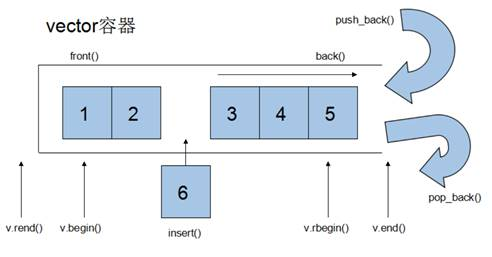 vector容器
push_back()
front()
back()
1 2 3 4 5
6
pop_back()
v.rend() v.begin() insert() v.rbegin() v.end()